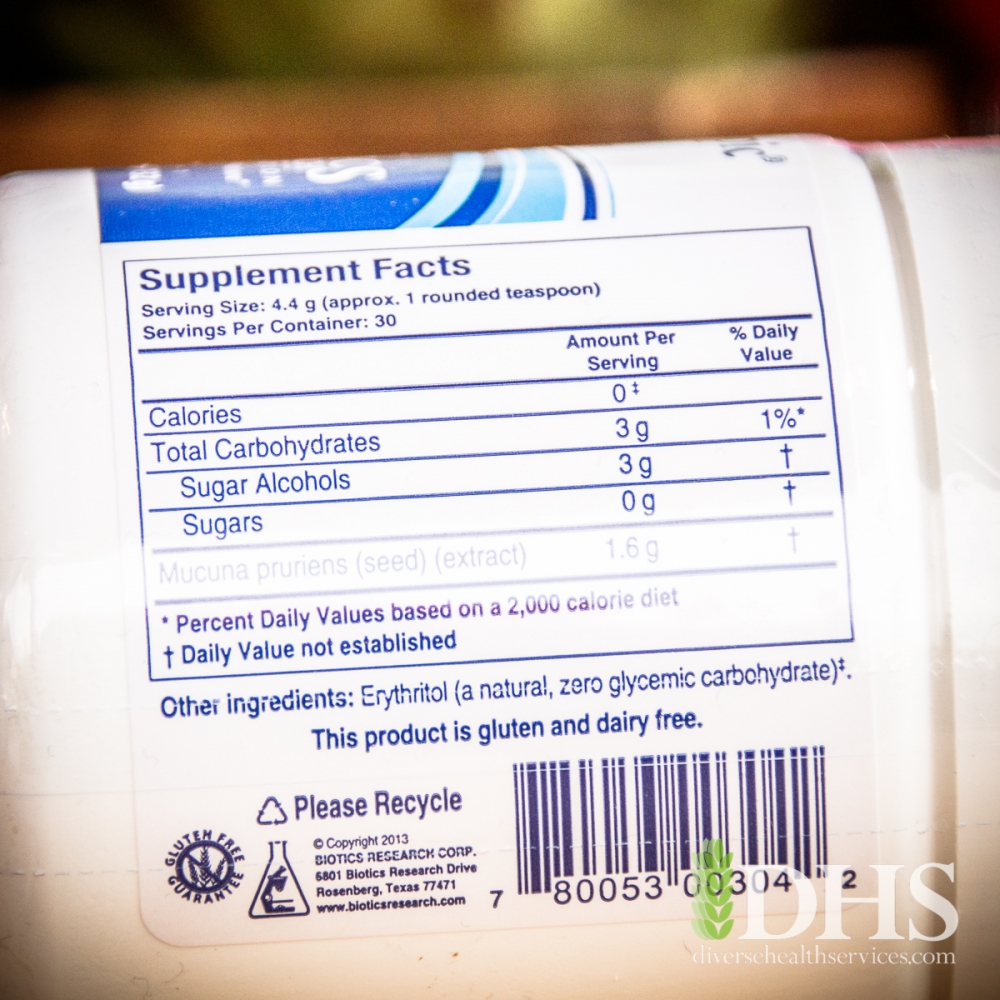 Supplement Facts
Serving Size: 4.4 g (approx. 1 rounded teaspoon)
Servings Per Container: 30
Amount Per Serving
% Daily Value
Calories 0‡
Total Carbohydrates 3 g 1%*
Sugar Alcohols 3 g †
Sugars 0 g †
Mucuna pruriens (seed) (extract) 1.6 g †
* Percent Daily Values based on a 2,000 calorie diet
† Daily Value not established
Other ingredients: Erythritol (a natural, zero glycemic carbohydrate)‡.
This product is gluten and dairy free.
Please Recycle
GLUTEN FREE
GUARANTEE
© Copyright 2013
BIOTICS RESEARCH CORP.
6801 Biotics Research Drive
Rosenberg, Texas 77471
www.bioticsresearch.com
7 80053 00304 2
DHS
diversehealthservices.com